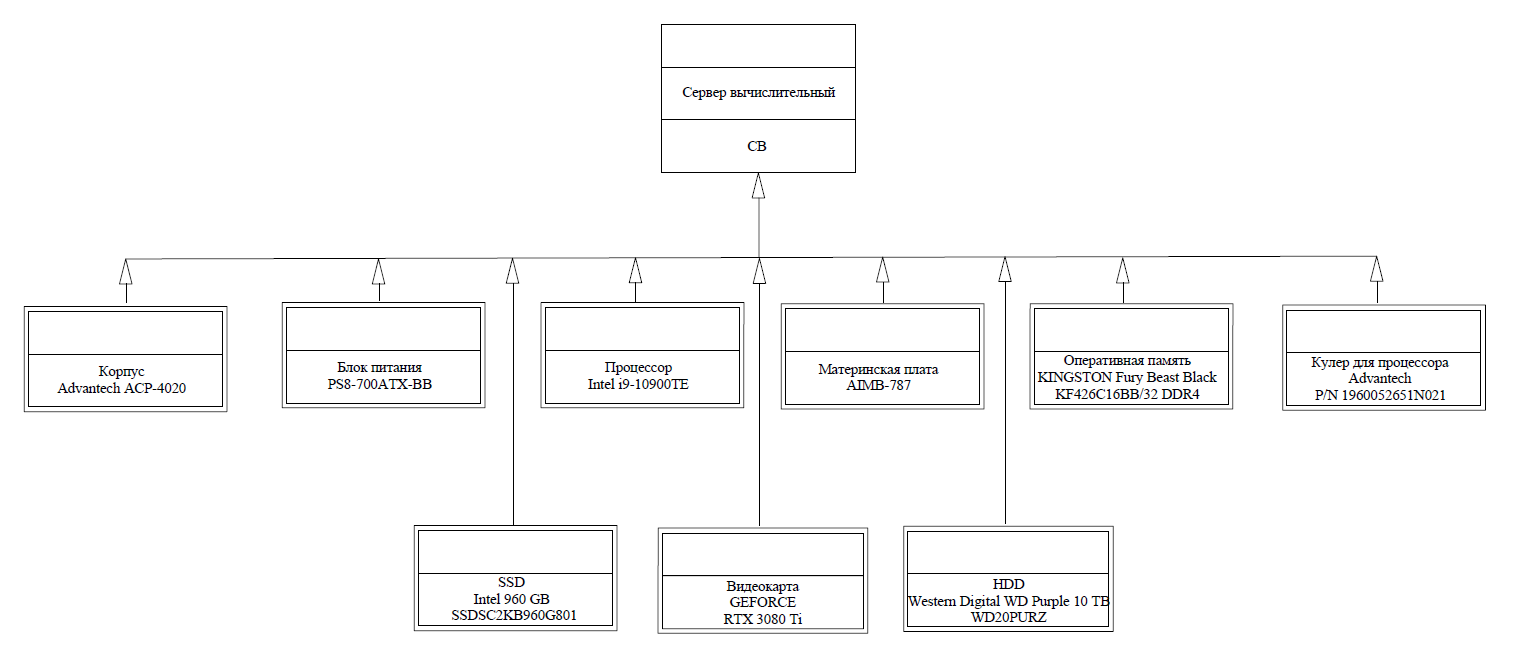 Сервер вычислительный
СВ
Корпус
Advantech ACP-4020
Блок питания
PS8-700ATX-BB
Процессор
Intel i9-10900TE
Материнская плата
AIMB-787
Оперативная память
KINGSTON Fury Beast Black
KF426C16BB/32 DDR4
Кулер для процессора
Advantech
P/N 1960052651N021
SSD
Intel 960 GB
SSDSC2KB960G801
Видеокарта
GEFORCE
RTX 3080 Ti
HDD
Western Digital WD Purple 10 TB
WD20PURZ